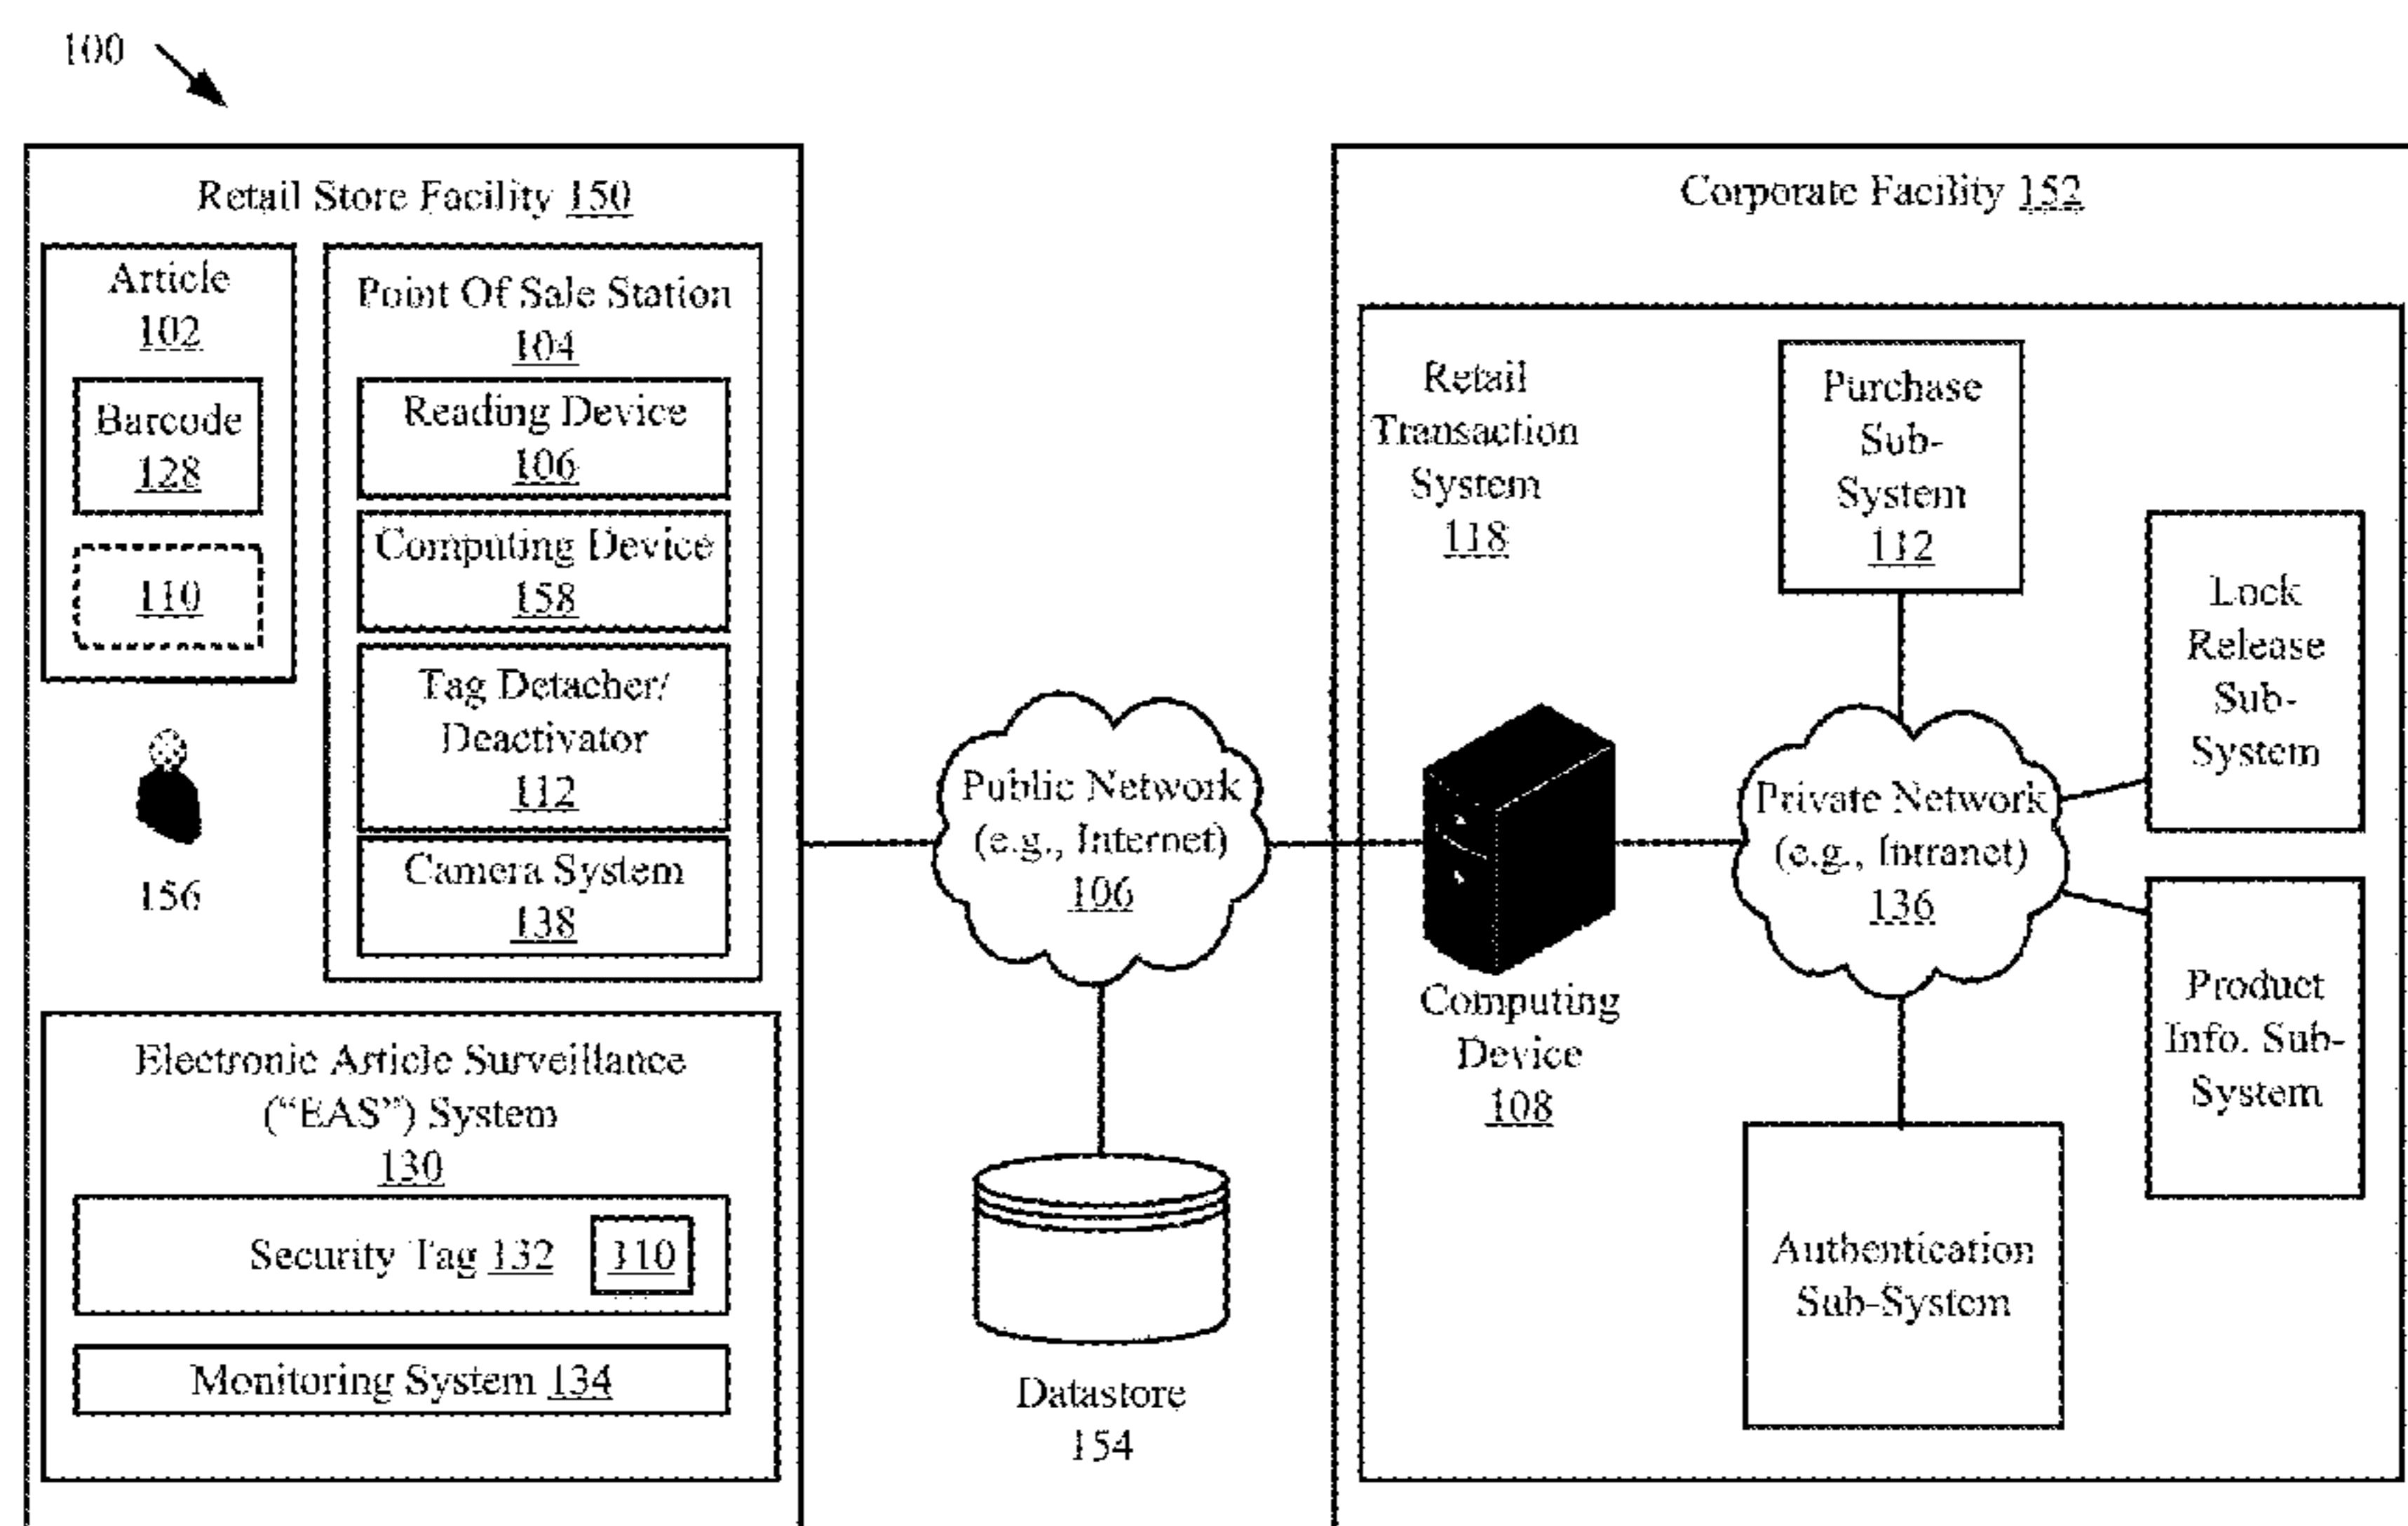 100
Retail Store Facility 150
Article
102
Barcode
128
110
156
Point Of Sale Station
104
Reading Device
106
Computing Device
158
Tag Detacher/
Deactivator
112
Camera System
138
Electronic Article Surveillance
(“EAS”) System
130
Security Tag 132
110
Monitoring System 134
Public Network
(e.g., Internet)
106
Datastore
154
Corporate Facility 152
Retail
Transaction
System
118
Purchase
Sub-
System
112
Lock
Release
Sub-
System
Computing
Device
108
Private Network
(e.g., Intranet)
136
Product
Info. Sub-
System
Authentication
Sub-System